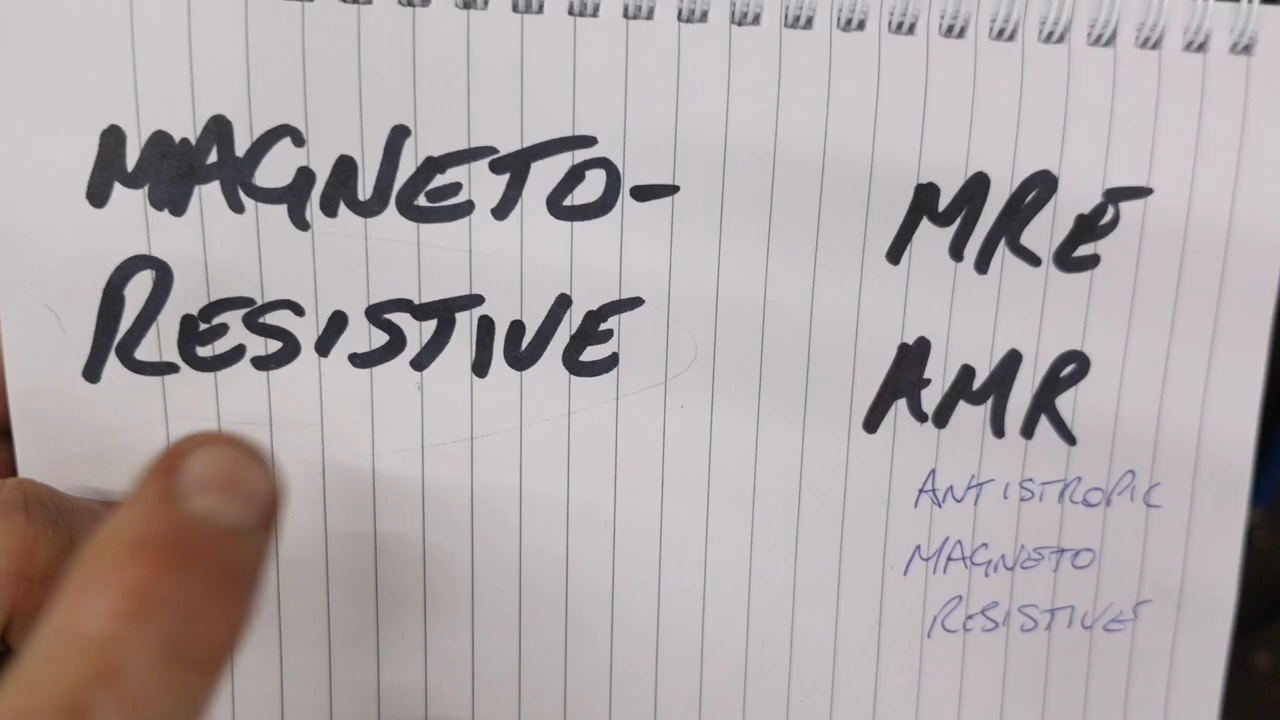 MAGNETO-
RESISTIVE
MRE
AMR
ANTISTROPIC
MAGNETO
RESISTIVE